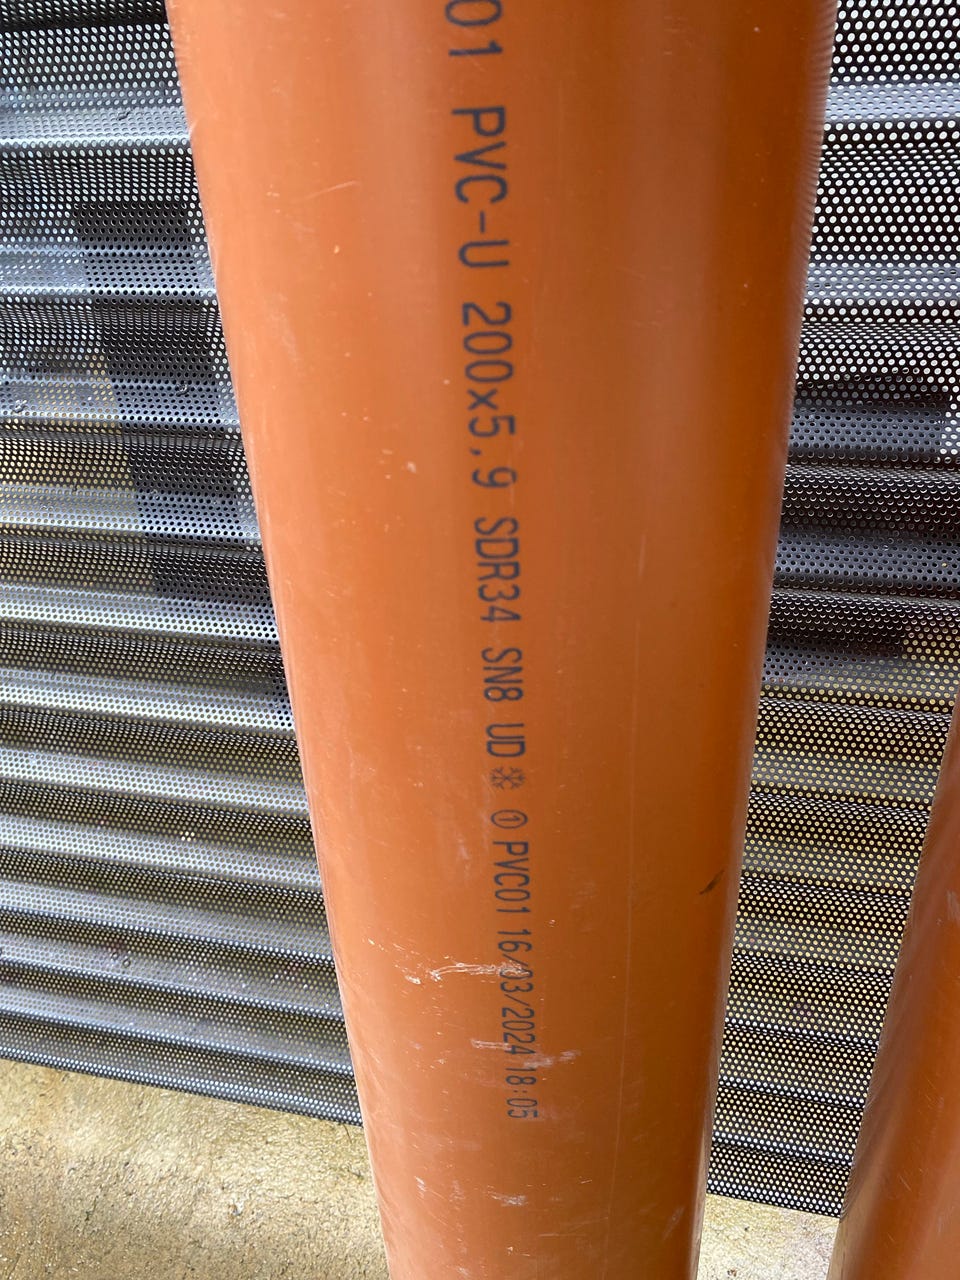 01 PVC-U 200x5,9 SDR34 SN8 UD ❄ ① PVC01 16/03/2024 18:05